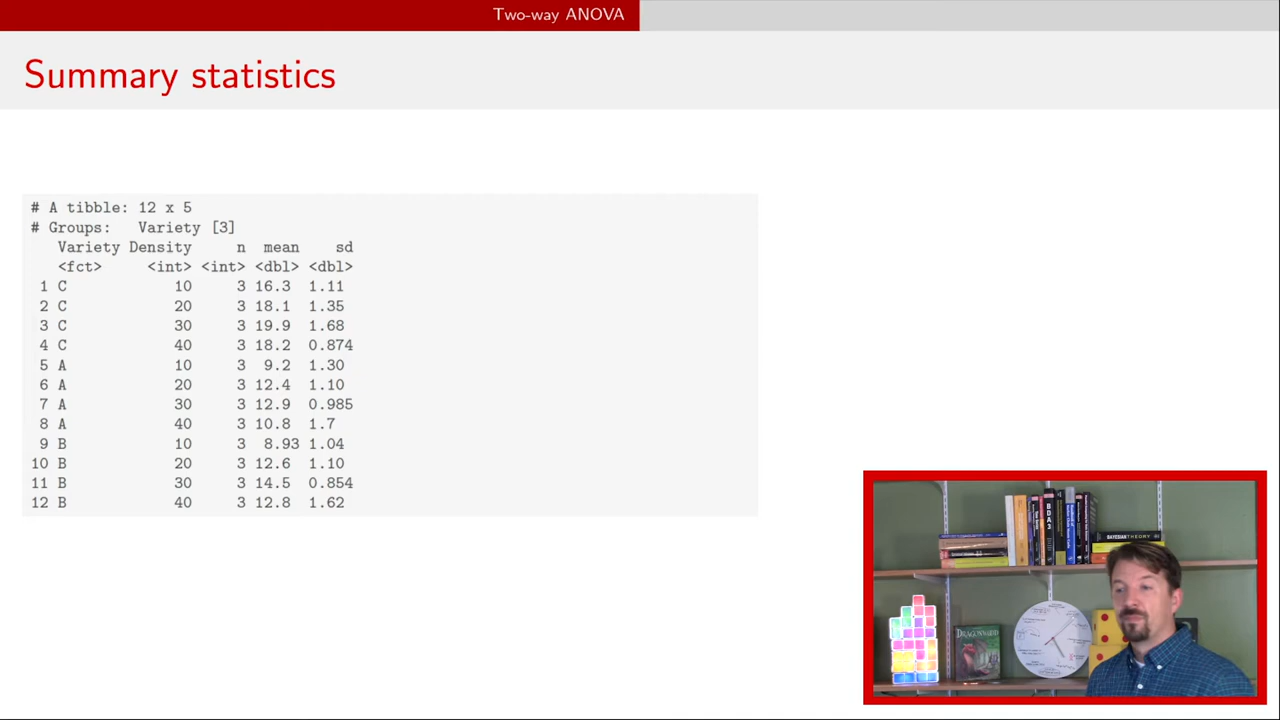 Two-way ANOVA
Summary statistics
# A tibble: 12 x 5
# Groups: Variety [3]
Variety Density n mean sd
<fct> <int> <int> <dbl> <dbl>
1 C 10 3 16.3 1.11
2 C 20 3 18.1 1.35
3 C 30 3 19.9 1.68
4 C 40 3 18.2 0.874
5 A 10 3 9.2 1.30
6 A 20 3 12.4 1.10
7 A 30 3 12.9 0.985
8 A 40 3 10.8 1.7
9 B 10 3 8.93 1.04
10 B 20 3 12.6 1.10
11 B 30 3 14.5 0.854
12 B 40 3 12.8 1.62
BDA3
BAYESIAN THEORY
DRAGONWOOD